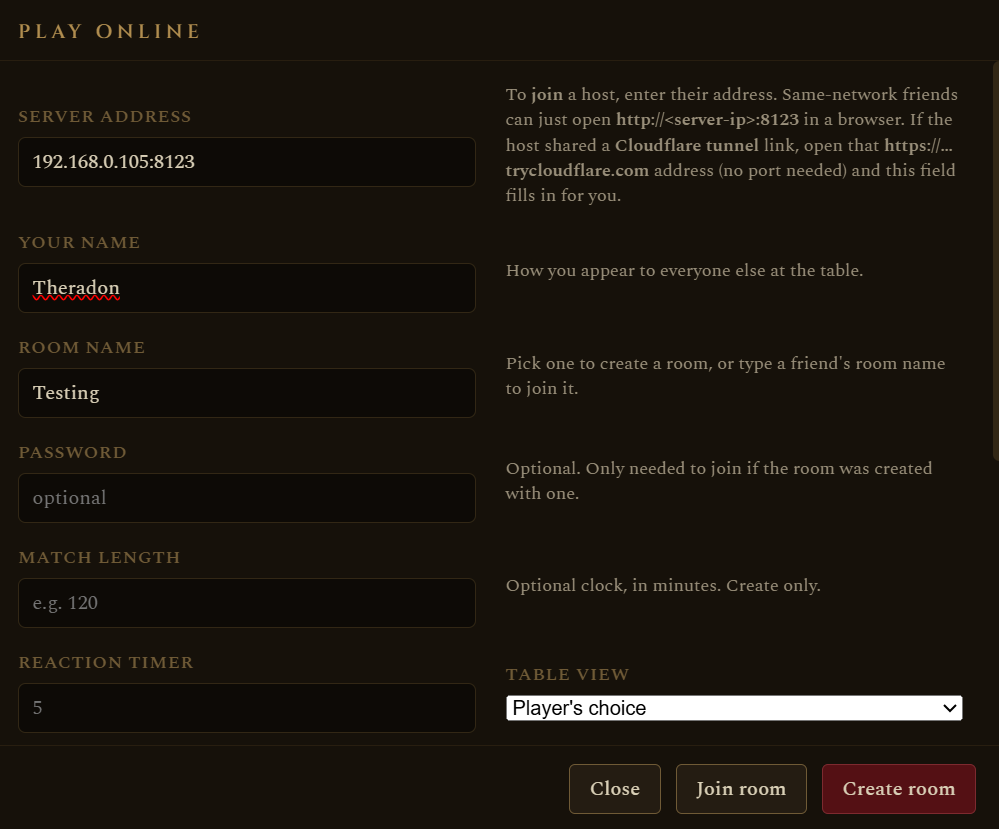 PLAY ONLINE
SERVER ADDRESS
192.168.0.105:8123
To join a host, enter their address. Same-network friends
can just open http://<server-ip>:8123 in a browser. If the
host shared a Cloudflare tunnel link, open that https://…
trycloudflare.com address (no port needed) and this field
fills in for you.
YOUR NAME
Theradon
How you appear to everyone else at the table.
ROOM NAME
Testing
Pick one to create a room, or type a friend's room name
to join it.
PASSWORD
optional
Optional. Only needed to join if the room was created
with one.
MATCH LENGTH
e.g. 120
Optional clock, in minutes. Create only.
REACTION TIMER
5
TABLE VIEW
Player's choice
Close
Join room
Create room